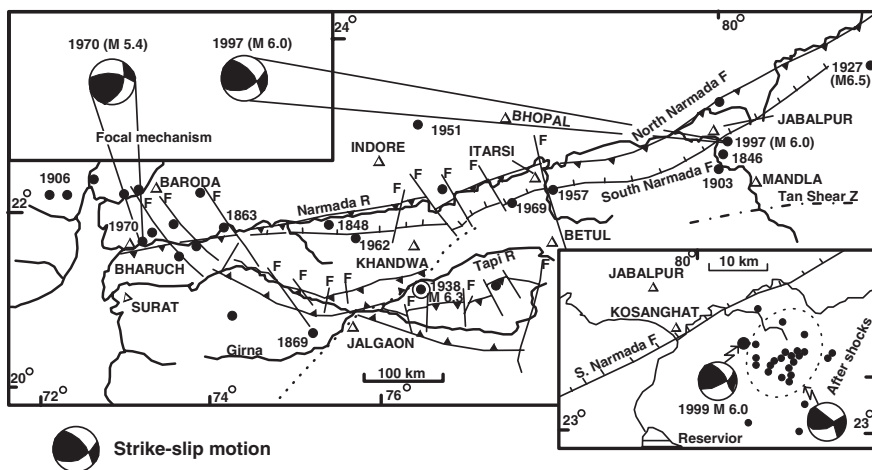 1970 (M 5.4)
1997 (M 6.0)
Focal mechanism
24°
80°
1927
(M6.5)
North Narmada F
BHOPAL
JABALPUR
1951
INDORE
ITARSI
F
F
F
F
F
F
F
F
1997 (M 6.0)
1846
1903
MANDLA
Tan Shear Z
South Narmada F
1906
22°
BARODA
Narmada R
1957
1969
1863
1848
1962
1970
BETUL
KHANDWA
BHARUCH
Tapi R
F
F
F
F
F
F
F
1938
M 6.3
SURAT
1869
Girna
JALGAON
100 km
20°
72°
74°
76°
80°
10 km
JABALPUR
KOSANGHAT
S. Narmada F
After shocks
1999 M 6.0
23°
23°
Reservior
Strike-slip motion